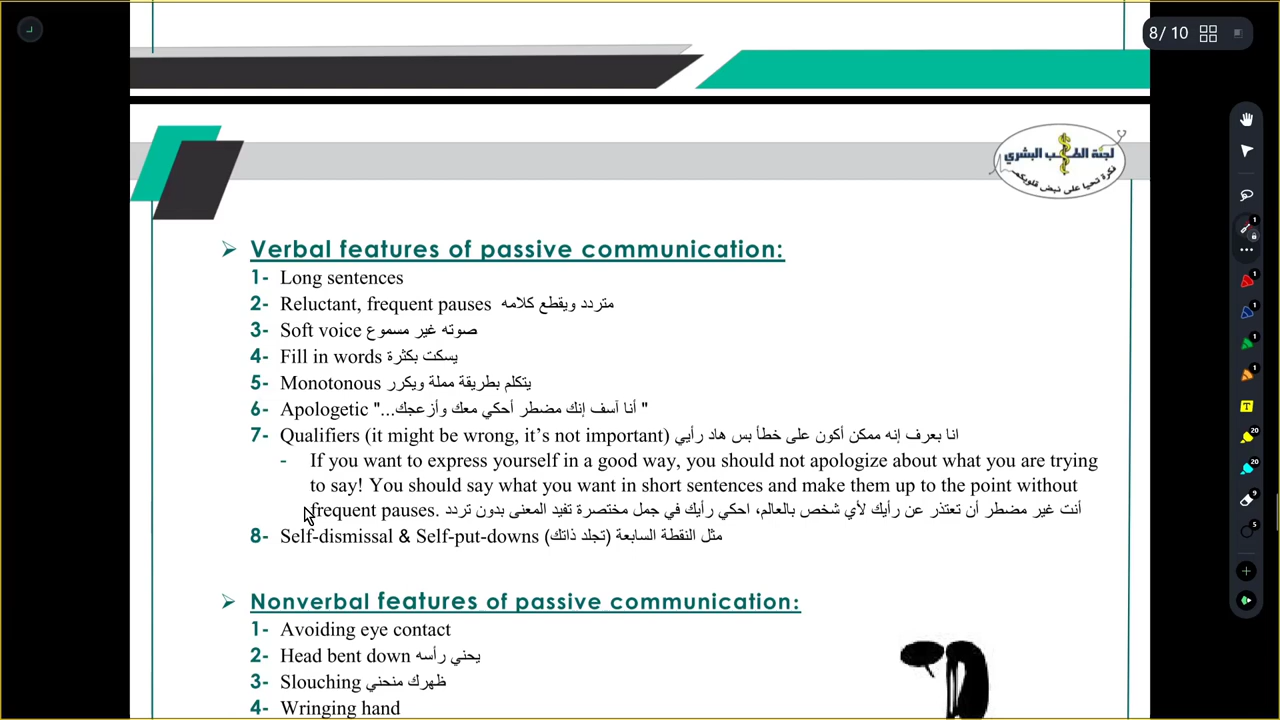 8/10
لجنة الطب البشري
فكرة تحيا على نبض قلوبكم
➢ Verbal features of passive communication:
1- Long sentences
2- Reluctant, frequent pauses متردد ويقطع كلامه
3- Soft voice صوته غير مسموع
4- Fill in words يسكت بكثرة
5- Monotonous يتكلم بطريقة مملة ويكرر
6- Apologetic "...أنا آسف إنك مضطر أحكي معك وأزعجك "
7- Qualifiers (it might be wrong, it's not important) انا بعرف إنه ممكن أكون على خطأ بس هاد رأيي
- If you want to express yourself in a good way, you should not apologize about what you are trying
to say! You should say what you want in short sentences and make them up to the point without
frequent pauses. أنت غير مضطر أن تعتذر عن رأيك لأي شخص بالعالم، احكي رأيك في جمل مختصرة تفيد المعنى بدون تردد
8- Self-dismissal & Self-put-downs (تجلد ذاتك) مثل النقطة السابعة
➢ Nonverbal features of passive communication:
1- Avoiding eye contact
2- Head bent down يحني رأسه
3- Slouching ظهرك منحني
4- Wringing hand